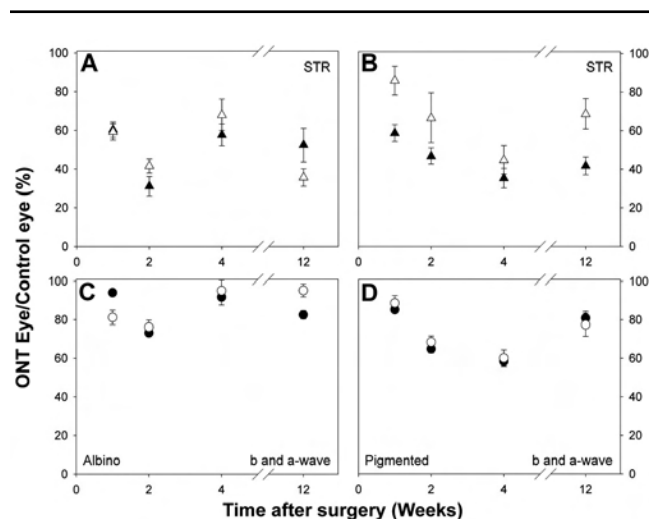 A STR
B STR
100
80
60
40
20
0
100
80
60
40
20
0
0 2 4 12
0 2 4 12
C
D
100
80
60
40
20
0
100
80
60
40
20
0
Albino b and a-wave
Pigmented b and a-wave
0 2 4 12
0 2 4 12
ONT Eye/Control eye (%)
Time after surgery (Weeks)